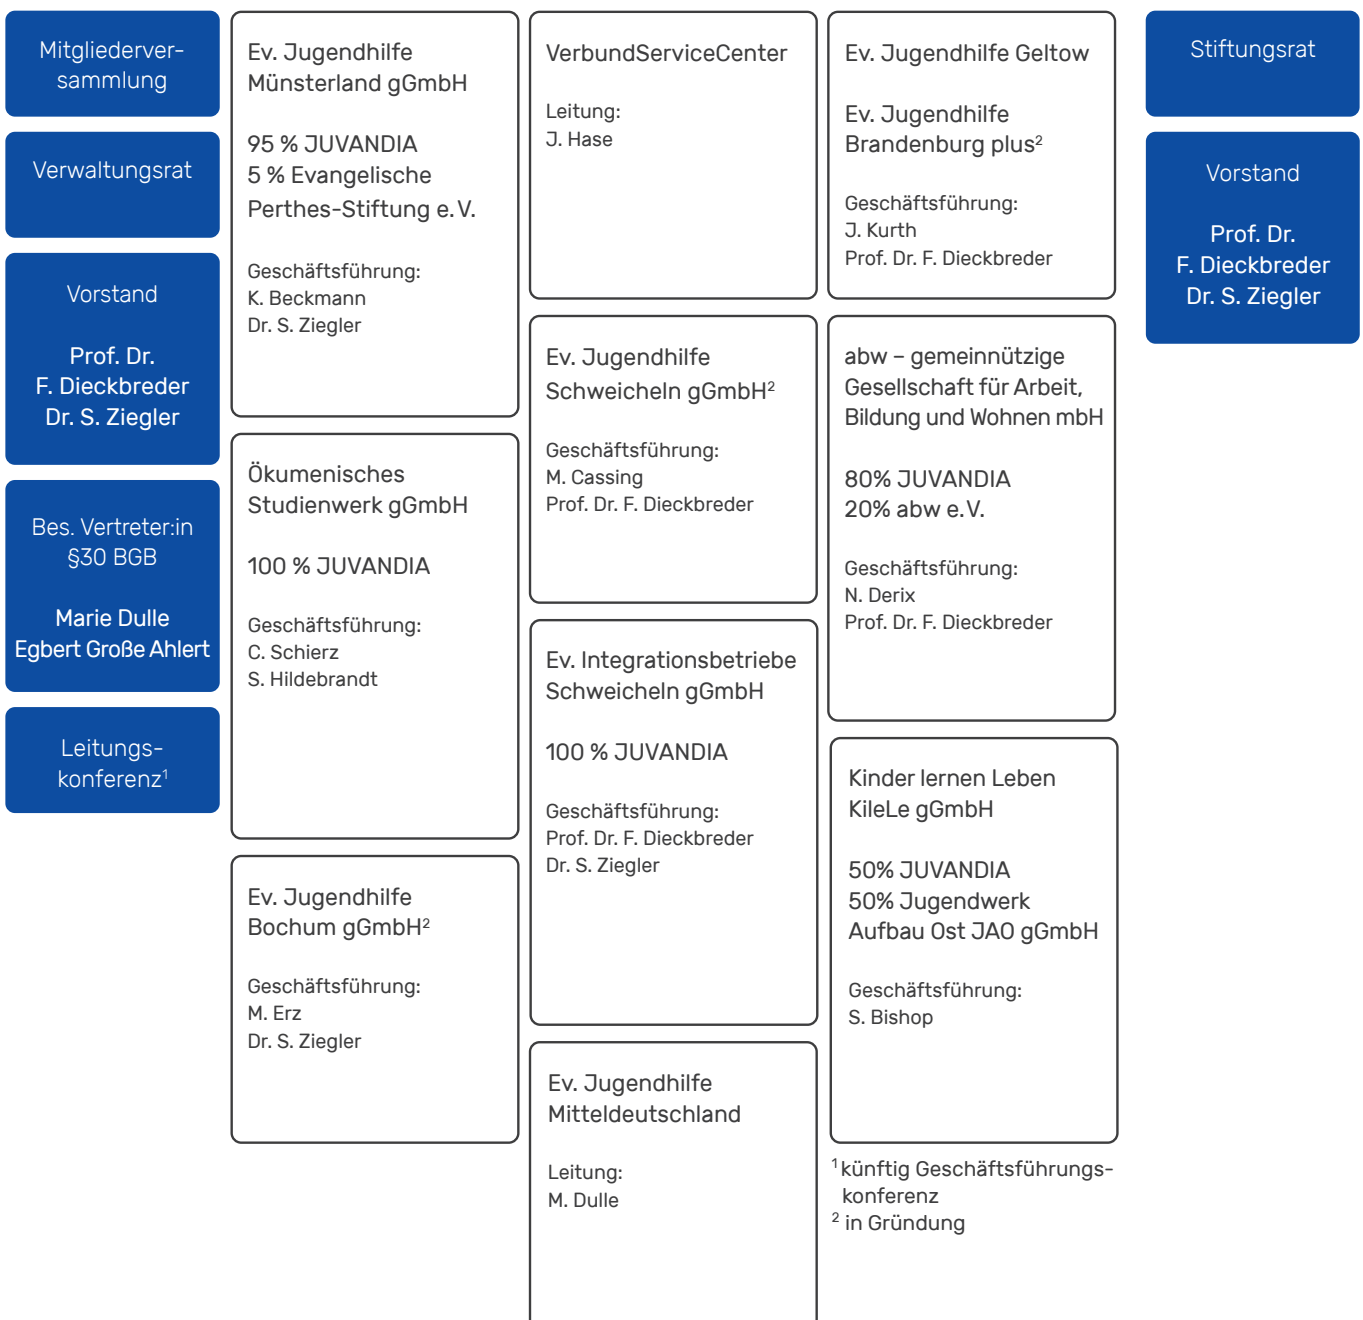 Mitgliederver-
sammlung
Verwaltungsrat
Vorstand
Prof. Dr.
F. Dieckbreder
Dr. S. Ziegler
Bes. Vertreter:in
§30 BGB
Marie Dulle
Egbert Große Ahlert
Leitungs-
konferenz¹
Ev. Jugendhilfe
Münsterland gGmbH
95 % JUVANDIA
5 % Evangelische
Perthes-Stiftung e. V.
Geschäftsführung:
K. Beckmann
Dr. S. Ziegler
Ökumenisches
Studienwerk gGmbH
100 % JUVANDIA
Geschäftsführung:
C. Schierz
S. Hildebrandt
Ev. Jugendhilfe
Bochum gGmbH²
Geschäftsführung:
M. Erz
Dr. S. Ziegler
VerbundServiceCenter
Leitung:
J. Hase
Ev. Jugendhilfe
Schweicheln gGmbH²
Geschäftsführung:
M. Cassing
Prof. Dr. F. Dieckbreder
Ev. Integrationsbetriebe
Schweicheln gGmbH
100 % JUVANDIA
Geschäftsführung:
Prof. Dr. F. Dieckbreder
Dr. S. Ziegler
Ev. Jugendhilfe
Mitteldeutschland
Leitung:
M. Dulle
Ev. Jugendhilfe Geltow
Ev. Jugendhilfe
Brandenburg plus²
Geschäftsführung:
J. Kurth
Prof. Dr. F. Dieckbreder
abw – gemeinnützige
Gesellschaft für Arbeit,
Bildung und Wohnen mbH
80% JUVANDIA
20% abw e. V.
Geschäftsführung:
N. Derix
Prof. Dr. F. Dieckbreder
Kinder lernen Leben
KileLe gGmbH
50% JUVANDIA
50% Jugendwerk
Aufbau Ost JAO gGmbH
Geschäftsführung:
S. Bishop
¹ künftig Geschäftsführungs-
konferenz
² in Gründung
Stiftungsrat
Vorstand
Prof. Dr.
F. Dieckbreder
Dr. S. Ziegler